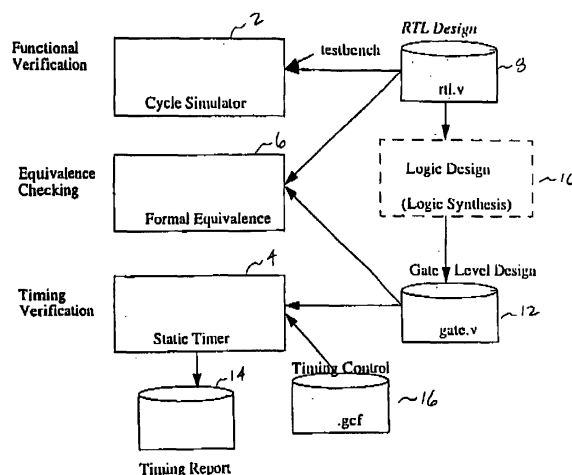 ~2
RTL Design
Functional
Verification
testbench
~8
rtl.v
Cycle Simulator
~6
Logic Design
~10
(Logic Synthesis)
Equivalence
Checking
Formal Equivalence
~4
Gate Level Design
Timing
Verification
~12
gate.v
Static Timer
~14
Timing Control
~16
.gcf
Timing Report